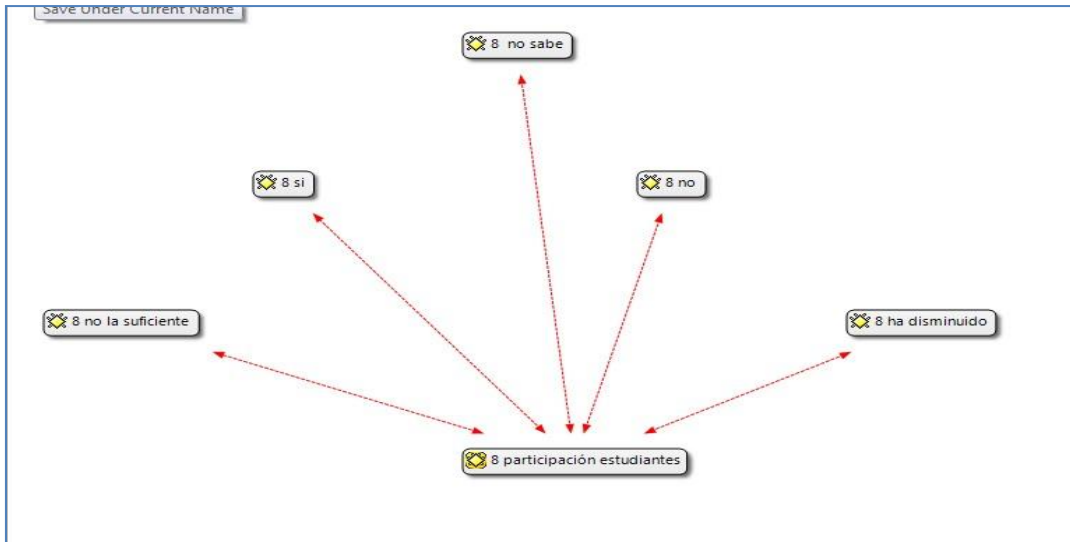 Save Under Current Name
8 no sabe
8 si
8 no
8 no la suficiente
8 ha disminuido
8 participación estudiantes